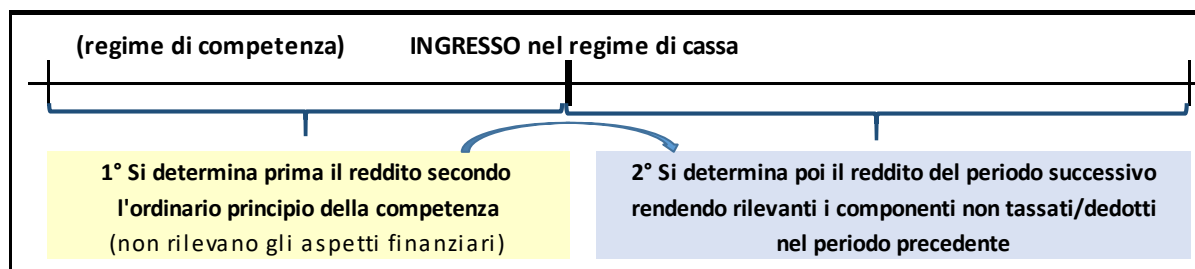 (regime di competenza) INGRESSO nel regime di cassa
1° Si determina prima il reddito secondo
l'ordinario principio della competenza
(non rilevano gli aspetti finanziari)
2° Si determina poi il reddito del periodo successivo
rendendo rilevanti i componenti non tassati/dedotti
nel periodo precedente